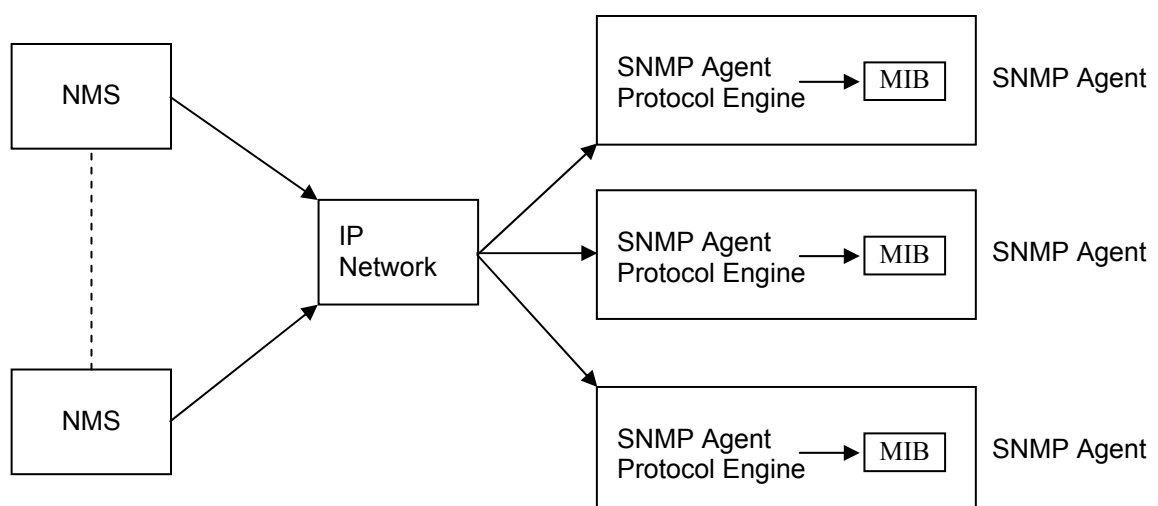 NMS
SNMP Agent
Protocol Engine
MIB
SNMP Agent
IP
Network
SNMP Agent
Protocol Engine
MIB
SNMP Agent
NMS
SNMP Agent
Protocol Engine
MIB
SNMP Agent